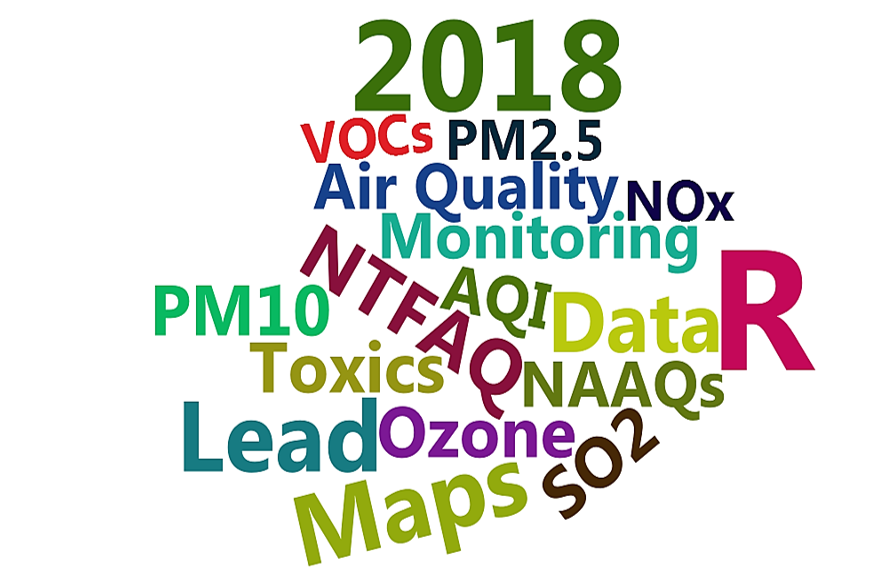 2018
VOCs PM2.5
Air Quality NOx
Monitoring
NTFAQ
R
PM10
AQI
Data
Toxics
NAAQs
Lead
Ozone
SO2
Maps